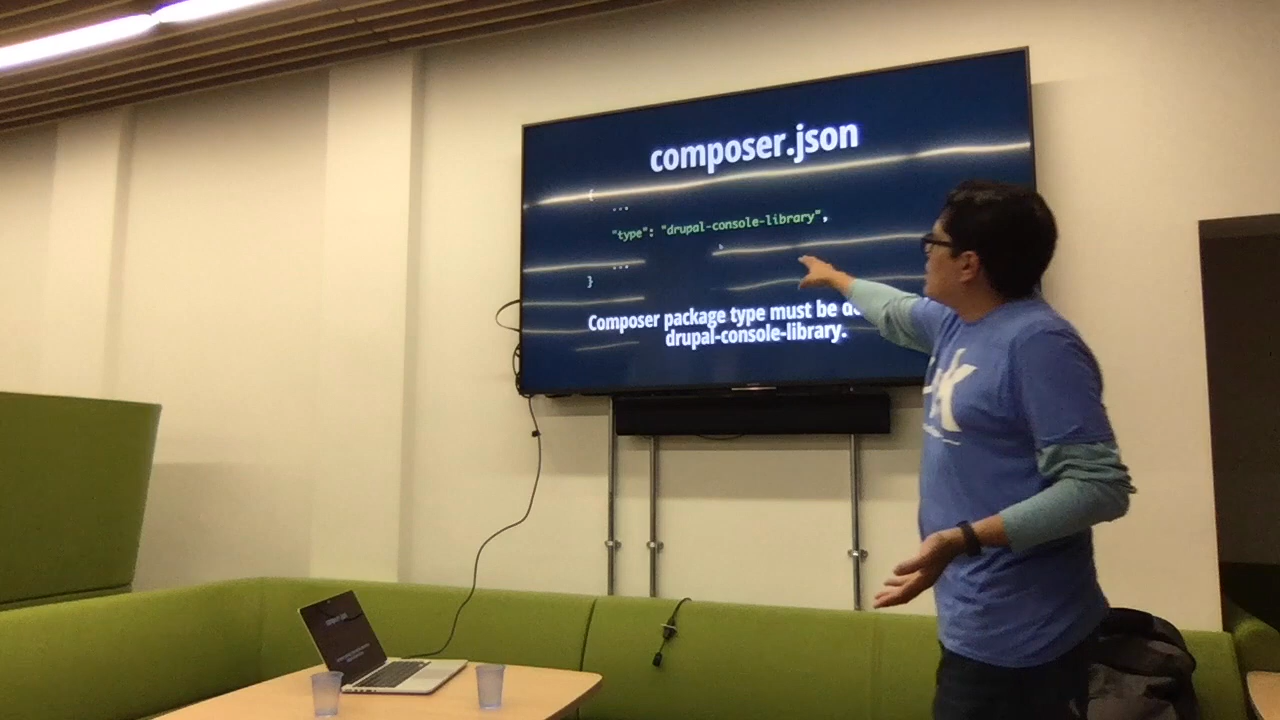 composer.json
{
...
"type": "drupal-console-library",
...
}
Composer package type must be
drupal-console-library.